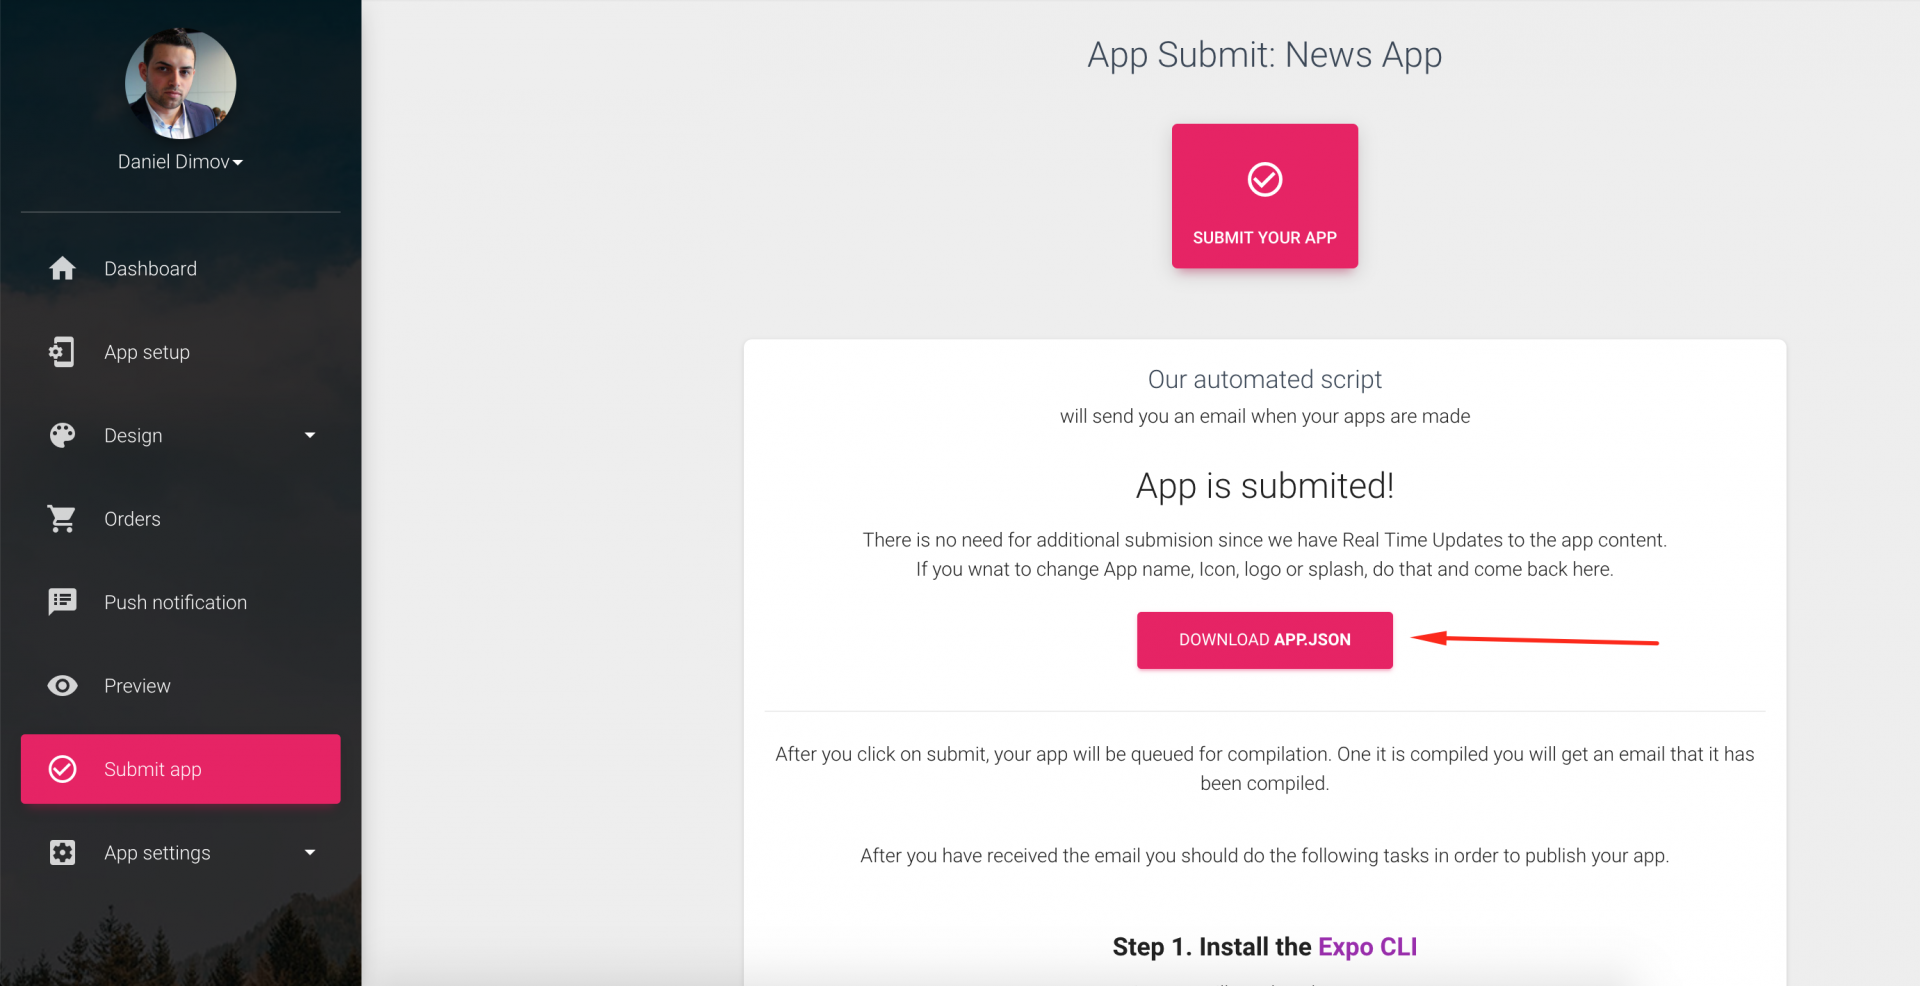 Daniel Dimov
Dashboard
App setup
Design
Orders
Push notification
Preview
Submit app
App settings
App Submit: News App
SUBMIT YOUR APP
Our automated script
will send you an email when your apps are made
App is submited!
There is no need for additional submision since we have Real Time Updates to the app content.
If you wnat to change App name, Icon, logo or splash, do that and come back here.
DOWNLOAD APP.JSON
After you click on submit, your app will be queued for compilation. One it is compiled you will get an email that it has
been compiled.
After you have received the email you should do the following tasks in order to publish your app.
Step 1. Install the Expo CLI